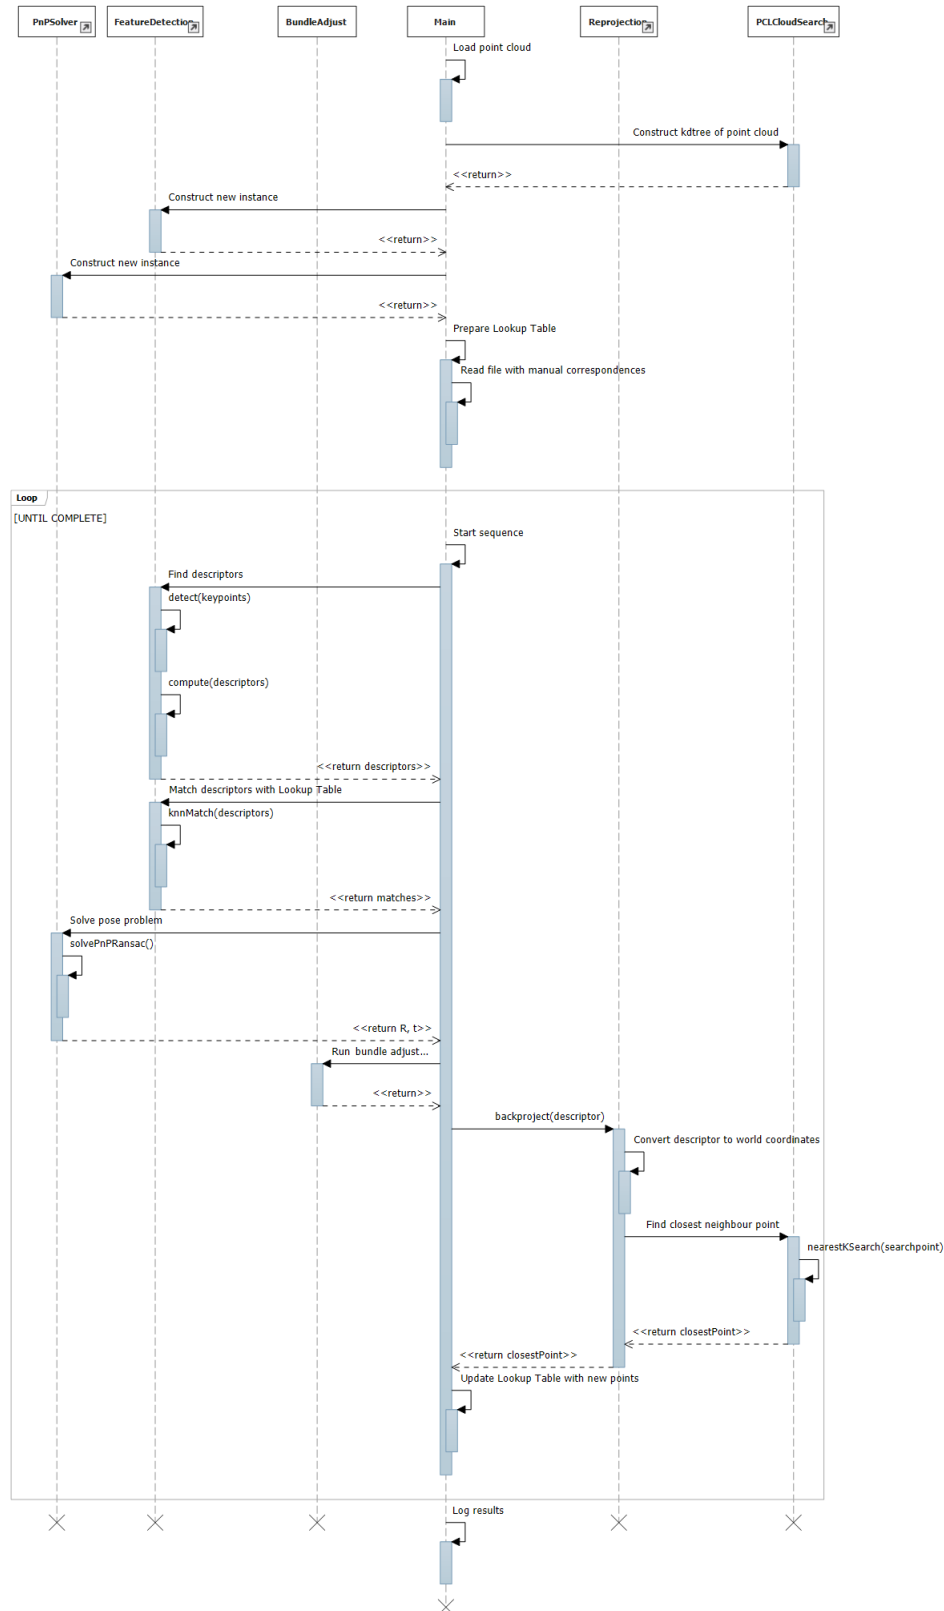 PnPSolver
FeatureDetection
BundleAdjust
Main
Reprojection
PCLCloudSearch
Load point cloud
Construct kdtree of point cloud
<<return>>
Construct new instance
<<return>>
Construct new instance
<<return>>
Prepare Lookup Table
Read file with manual correspondences
Loop
[UNTIL COMPLETE]
Start sequence
Find descriptors
detect(keypoints)
compute(descriptors)
<<return descriptors>>
Match descriptors with Lookup Table
knnMatch(descriptors)
<<return matches>>
Solve pose problem
solvePnPRansac()
<<return R, t>>
Run bundle adjust...
<<return>>
backproject(descriptor)
Convert descriptor to world coordinates
Find closest neighbour point
nearestKSearch(searchpoint)
<<return closestPoint>>
<<return closestPoint>>
Update Lookup Table with new points
Log results